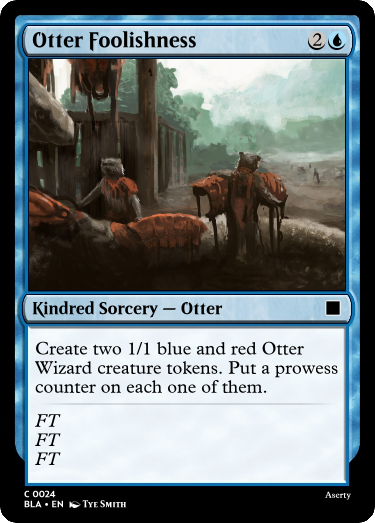 Otter Foolishness 2
Kindred Sorcery — Otter
Create two 1/1 blue and red Otter
Wizard creature tokens. Put a prowess
counter on each one of them.
FT
FT
FT
C 0024
BLA • EN Tye Smith
Aserty